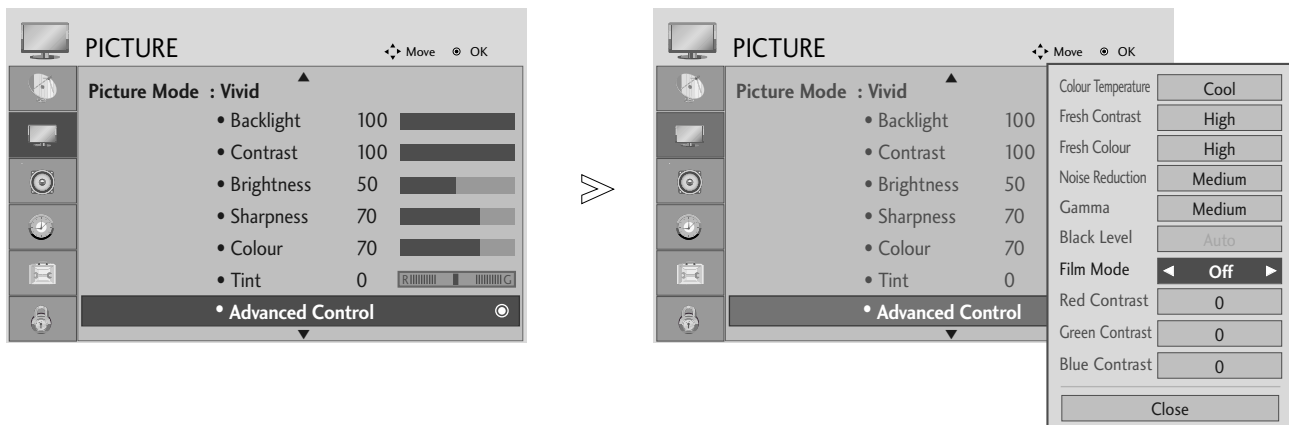 PICTURE
Move OK
Picture Mode : Vivid
• Backlight 100
• Contrast 100
• Brightness 50
• Sharpness 70
• Colour 70
• Tint 0 R G
• Advanced Control
PICTURE
Move OK
Picture Mode : Vivid
• Backlight 100
• Contrast 100
• Brightness 50
• Sharpness 70
• Colour 70
• Tint 0
• Advanced Control
Colour Temperature Cool
Fresh Contrast High
Fresh Colour High
Noise Reduction Medium
Gamma Medium
Black Level Auto
Film Mode Off
Red Contrast 0
Green Contrast 0
Blue Contrast 0
Close